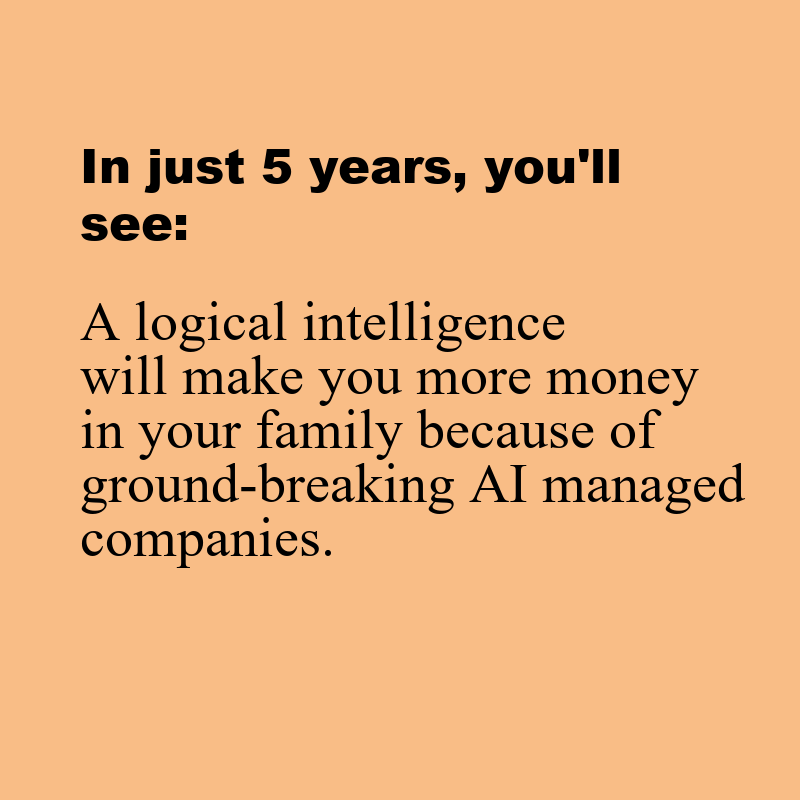 In just 5 years, you'll
see:
A logical intelligence
will make you more money
in your family because of
ground-breaking AI managed
companies.